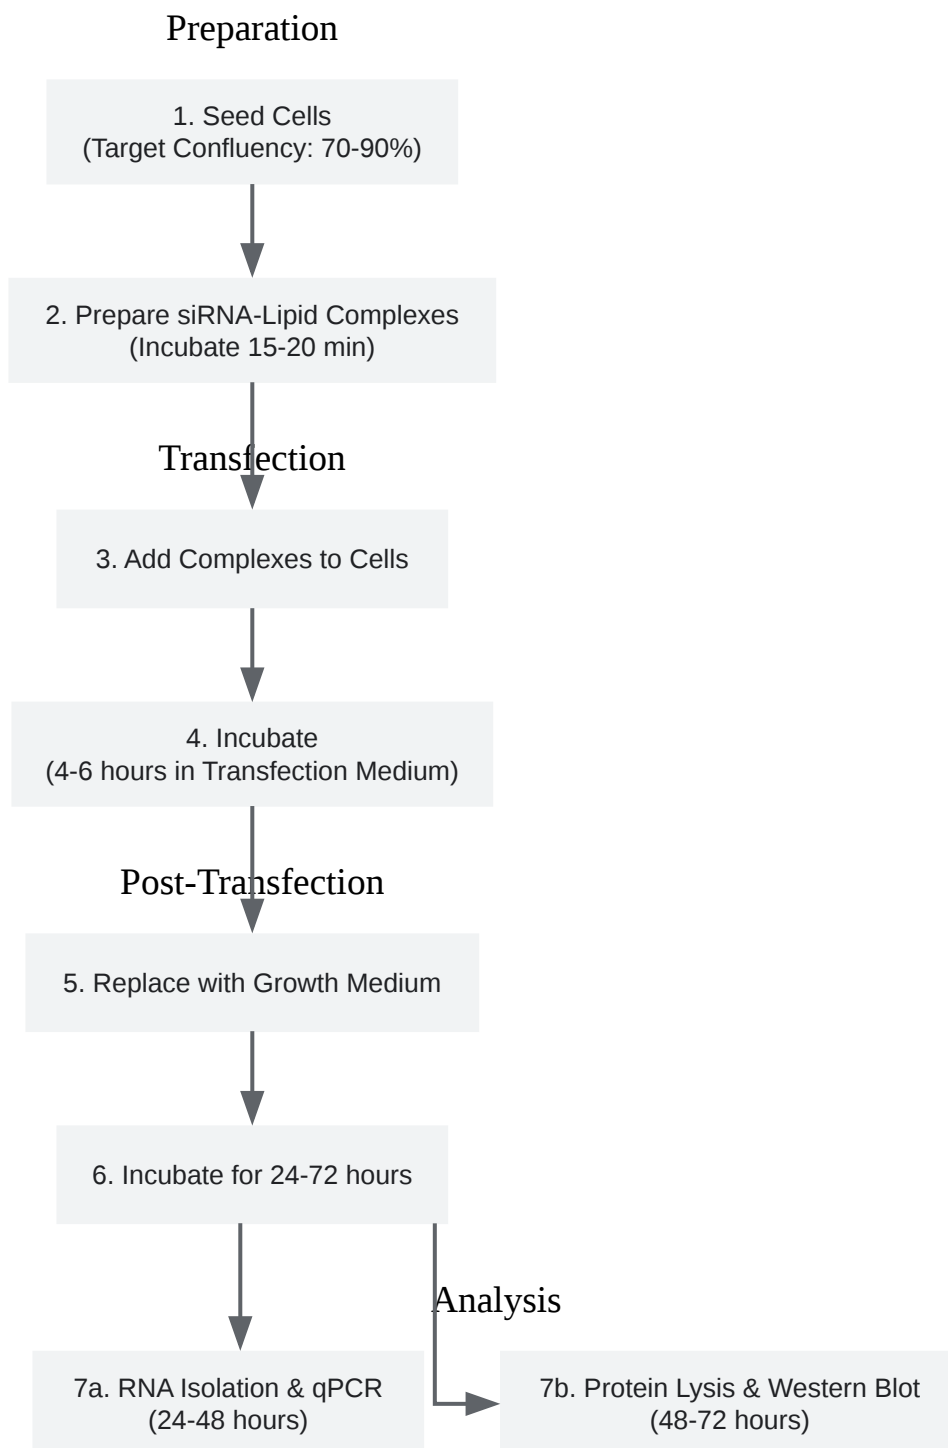 Preparation
1. Seed Cells
(Target Confluency: 70-90%)
2. Prepare siRNA-Lipid Complexes
(Incubate 15-20 min)
Transfection
3. Add Complexes to Cells
4. Incubate
(4-6 hours in Transfection Medium)
Post-Transfection
5. Replace with Growth Medium
6. Incubate for 24-72 hours
Analysis
7a. RNA Isolation & qPCR
(24-48 hours)
7b. Protein Lysis & Western Blot
(48-72 hours)